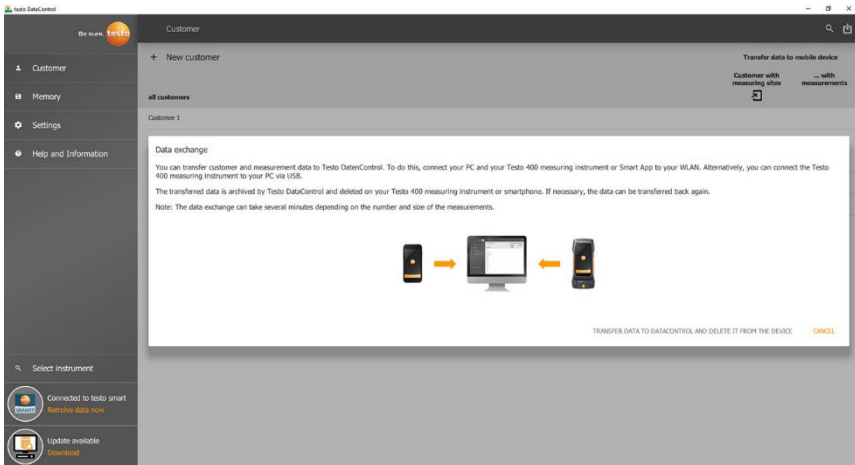 testo DataControl
Be sure. testo
Customer
Memory
Settings
Help and Information
Select instrument
SMART
Connected to testo smart
Retreive data now
Update available
Download
Customer
+ New customer
Transfer data to mobile device
Customer with
measuring sites
... with
measurements
all customers
Customer 1
Data exchange
You can transfer customer and measurement data to Testo DatenControl. To do this, connect your PC and your Testo 400 measuring instrument or Smart App to your WLAN. Alternatively, you can connect the Testo
400 measuring instrument to your PC via USB.
The transferred data is archived by Testo DataControl and deleted on your Testo 400 measuring instrument or smartphone. If necessary, the data can be transferred back again.
Note: The data exchange can take several minutes depending on the number and size of the measurements.
TRANSFER DATA TO DATACONTROL AND DELETE IT FROM THE DEVICE
CANCEL